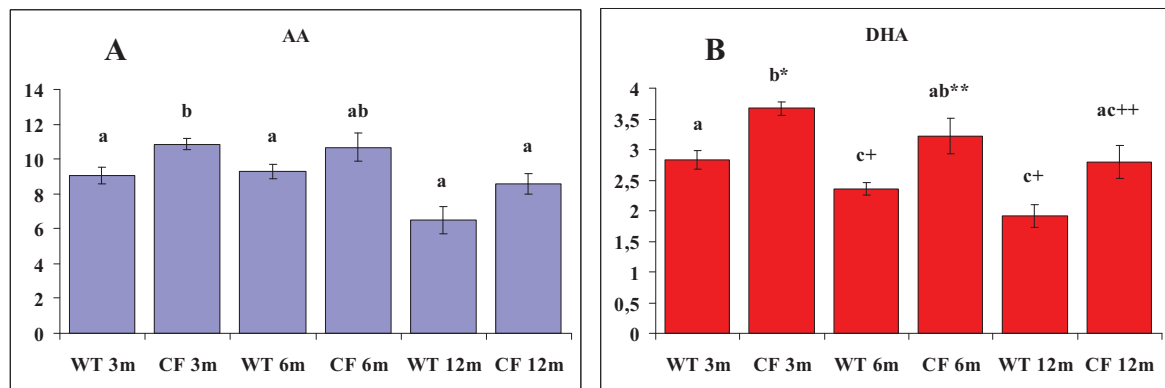 A
AA
14
12
10
8
6
4
2
0
a
b
a
ab
a
a
WT 3m CF 3m WT 6m CF 6m WT 12m CF 12m
B
DHA
4
3,5
3
2,5
2
1,5
1
0,5
0
a
b*
c+
ab**
c+
ac++
WT 3m CF 3m WT 6m CF 6m WT 12m CF 12m